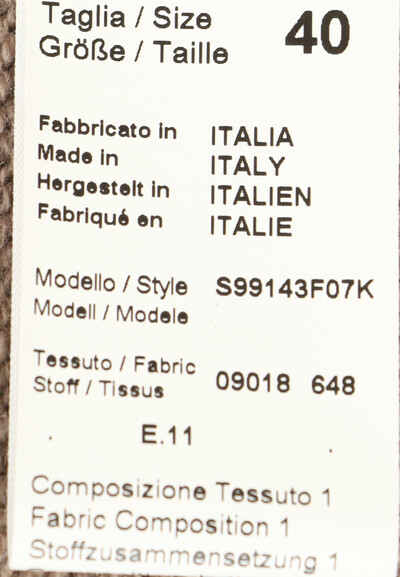 Taglia / Size 40
Größe / Taille
Fabbricato in ITALIA
Made in ITALY
Hergestelt in ITALIEN
Fabriqué en ITALIE
Modello / Style S99143F07K
Modell / Modele
Tessuto / Fabric
Stoff / Tissus 09018 648
E.11
Composizione Tessuto 1
Fabric Composition 1
Stoffzusammensetzung 1